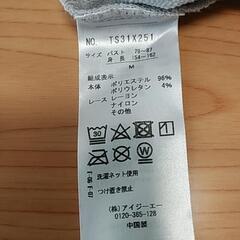 NO. TS31X251
サイズ バスト 79~87
身長 154~162
M
組成表示
本体 ポリエステル 96%
ポリウレタン 4%
レース レーヨン
ナイロン
その他
洗濯ネット使用
つけ置き禁止
(株) アイジーエー
0120-365-128
中国製